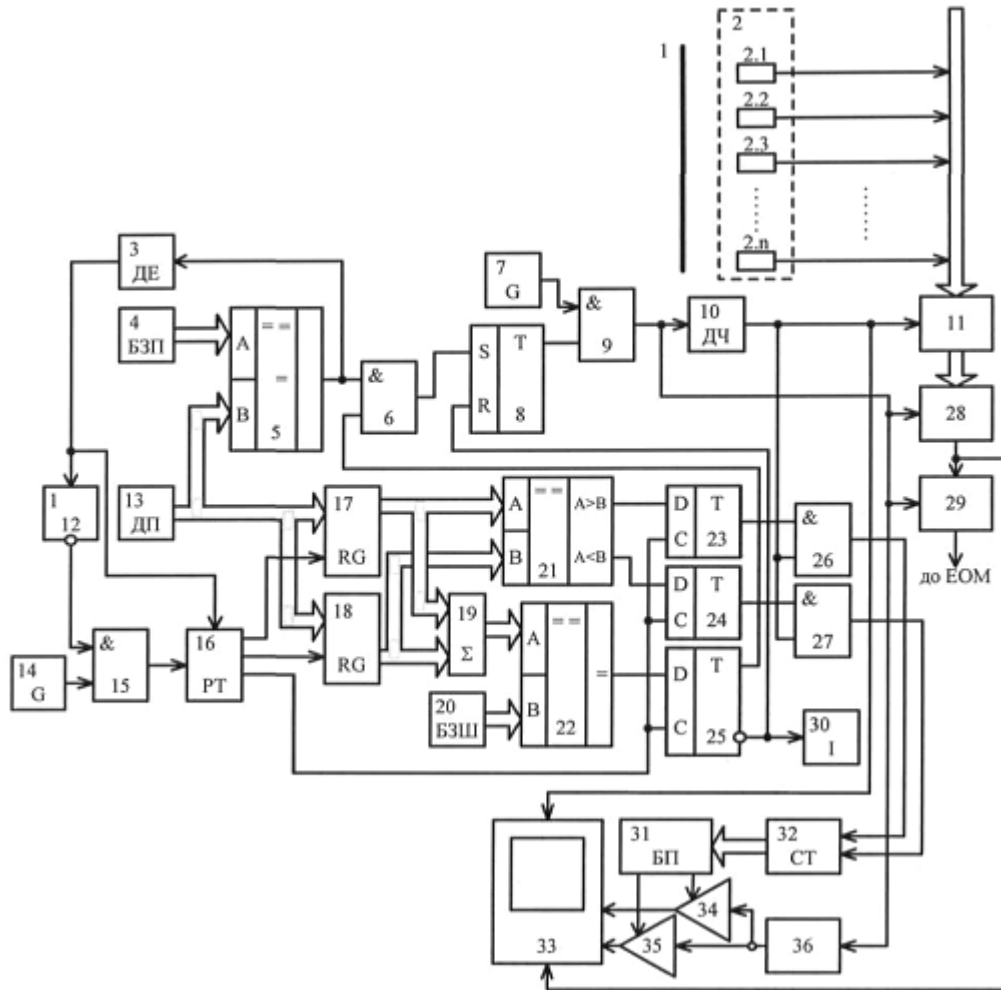 2
1
2.1
2.2
2.3
2.n
3
ДЕ
4
БЗП
A
B
= =
=
5
&
6
S
R
T
8
7
G
&
9
10
ДЧ
11
28
29
до ЕОМ
1
12
13
ДП
14
G
&
15
16
РТ
17
RG
18
RG
19
Σ
20
БЗШ
A
B
= =
21
A>B
A<B
A
B
= =
=
22
D
C
T
23
D
C
T
24
D
C
T
25
&
26
&
27
30
I
31
БП
32
СТ
33
34
35
36